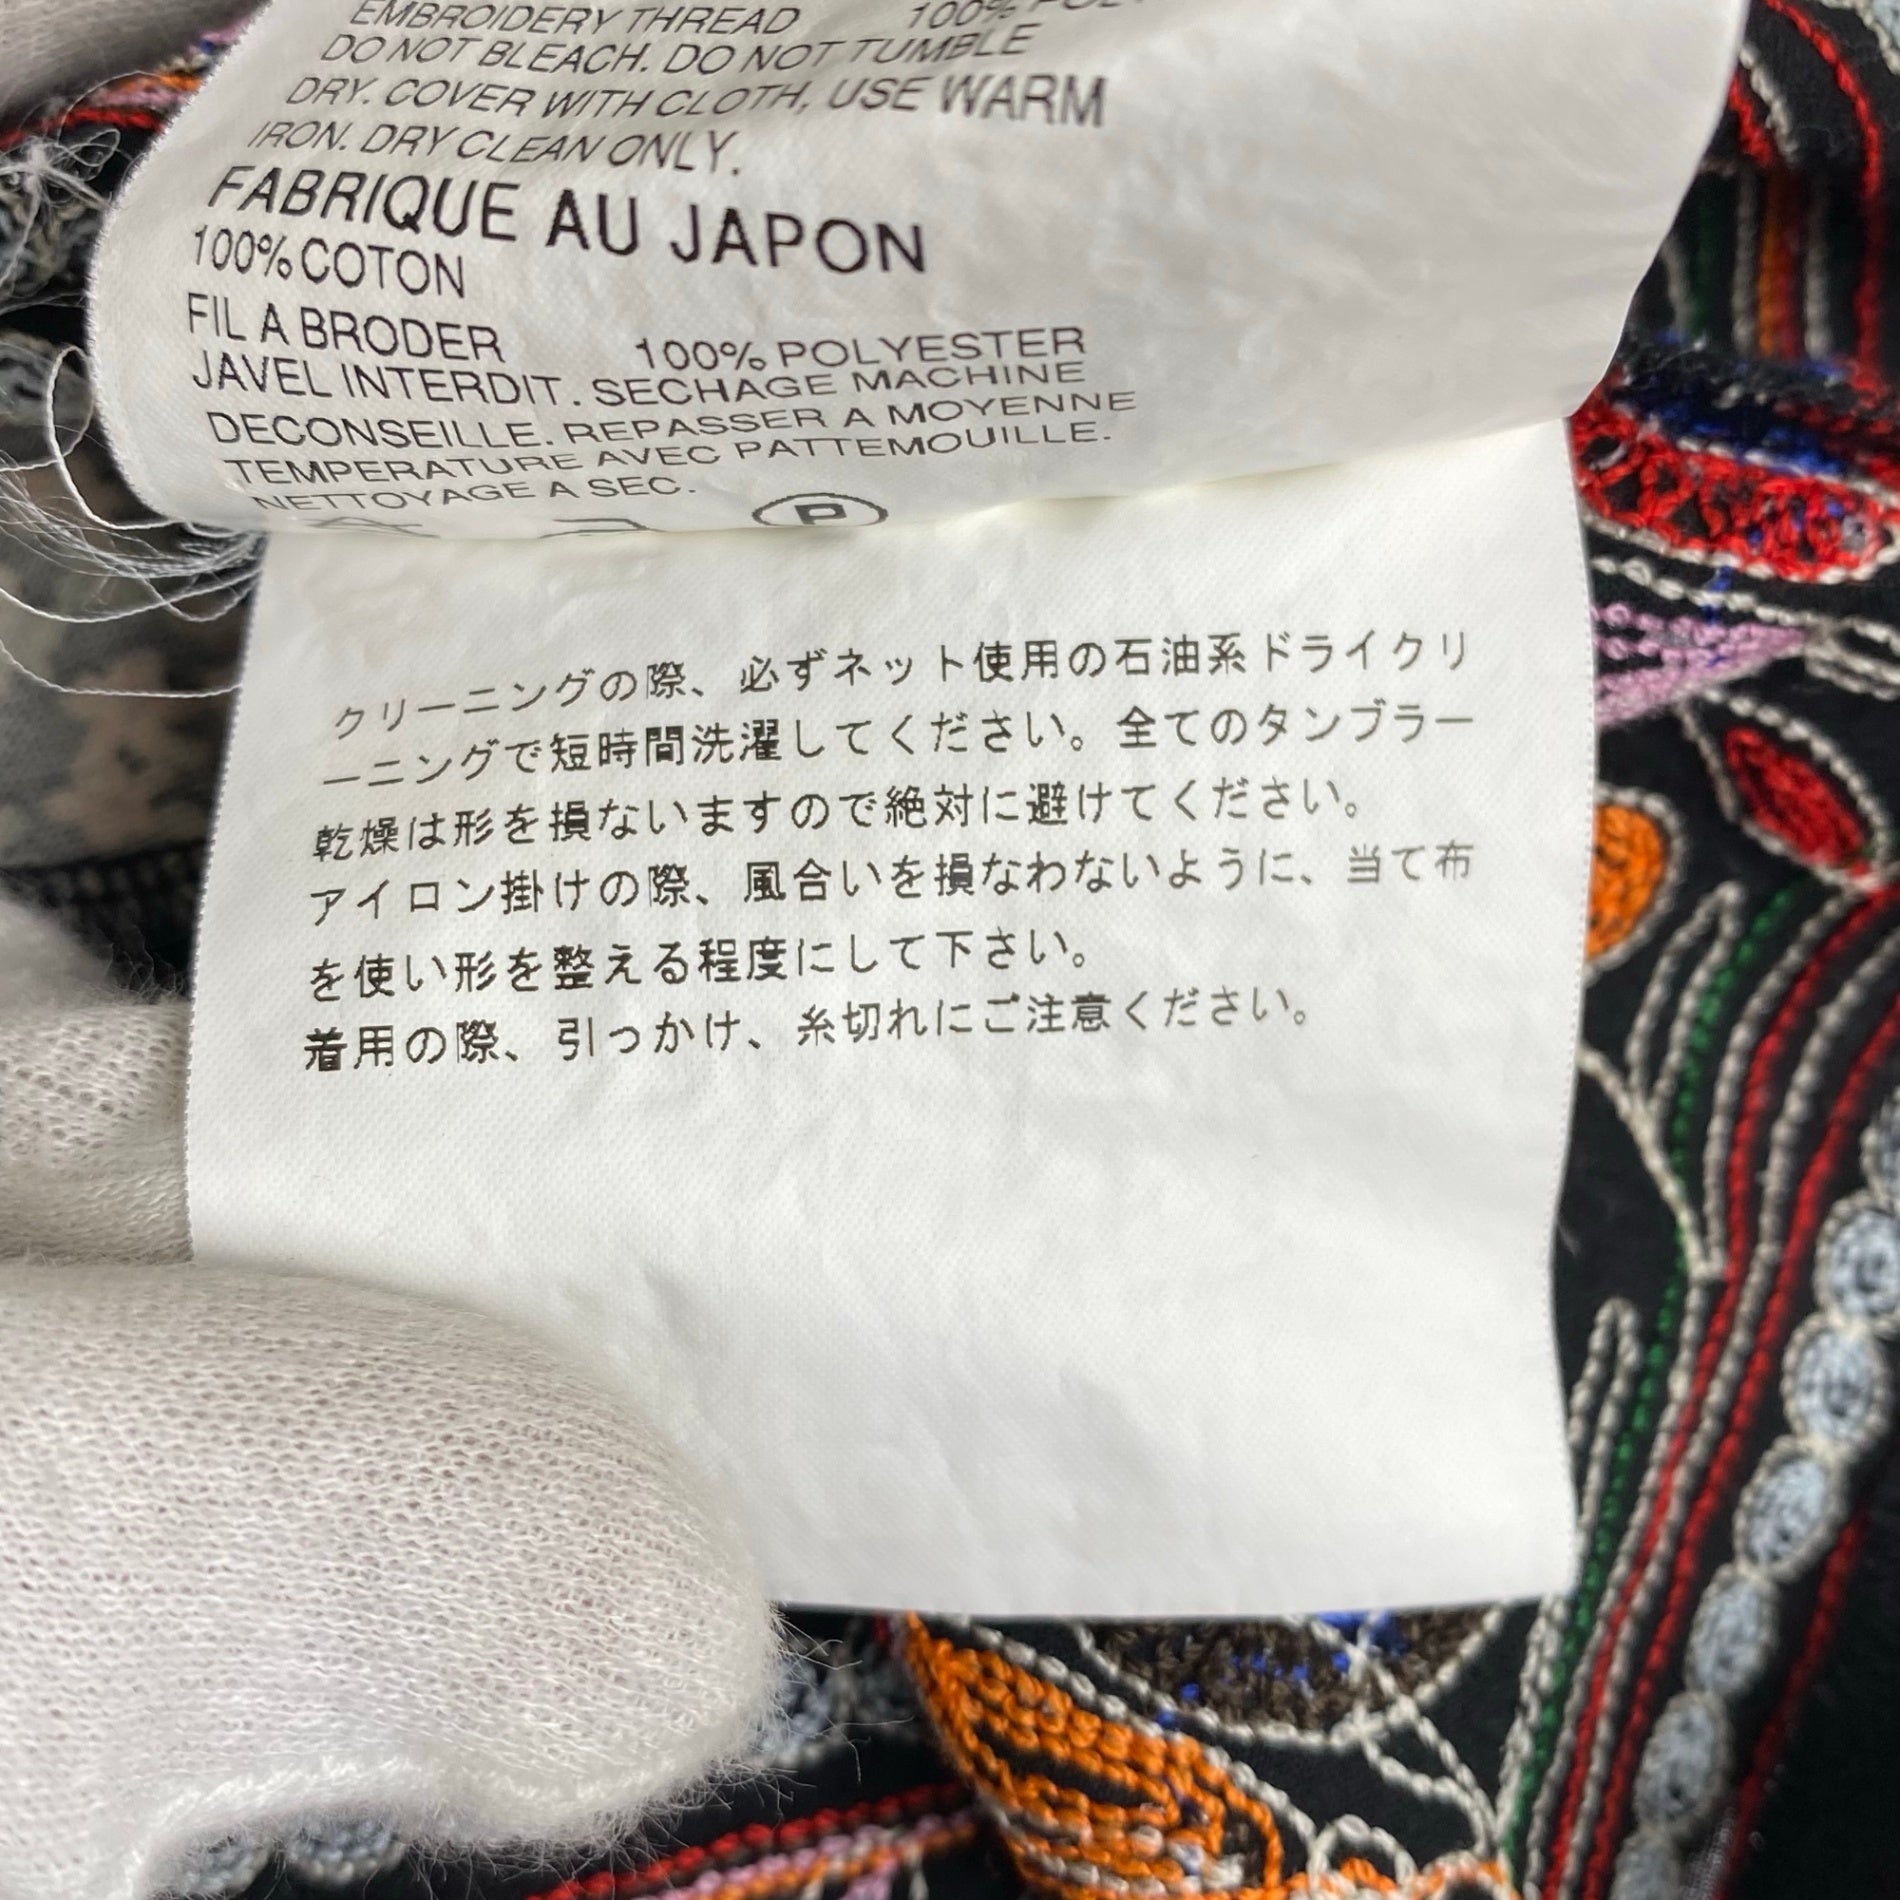 EMBROIDERY THREAD 100%
DO NOT BLEACH. DO NOT TUMBLE
DRY. COVER WITH CLOTH, USE WARM
IRON. DRY CLEAN ONLY.
FABRIQUE AU JAPON
100% COTON
FIL A BRODER 100% POLYESTER
JAVEL INTERDIT. SECHAGE MACHINE
DECONSEILLE. REPASSER A MOYENNE
TEMPERATURE AVEC PATTEMOUILLE.
NETTOYAGE A SEC.
P
クリーニングの際、必ずネット使用の石油系ドライクリ
ーニングで短時間洗濯してください。全てのタンブラー
乾燥は形を損ないますので絶対に避けてください。
アイロン掛けの際、風合いを損なわないように、当て布
を使い形を整える程度にして下さい。
着用の際、引っかけ、糸切れにご注意ください。